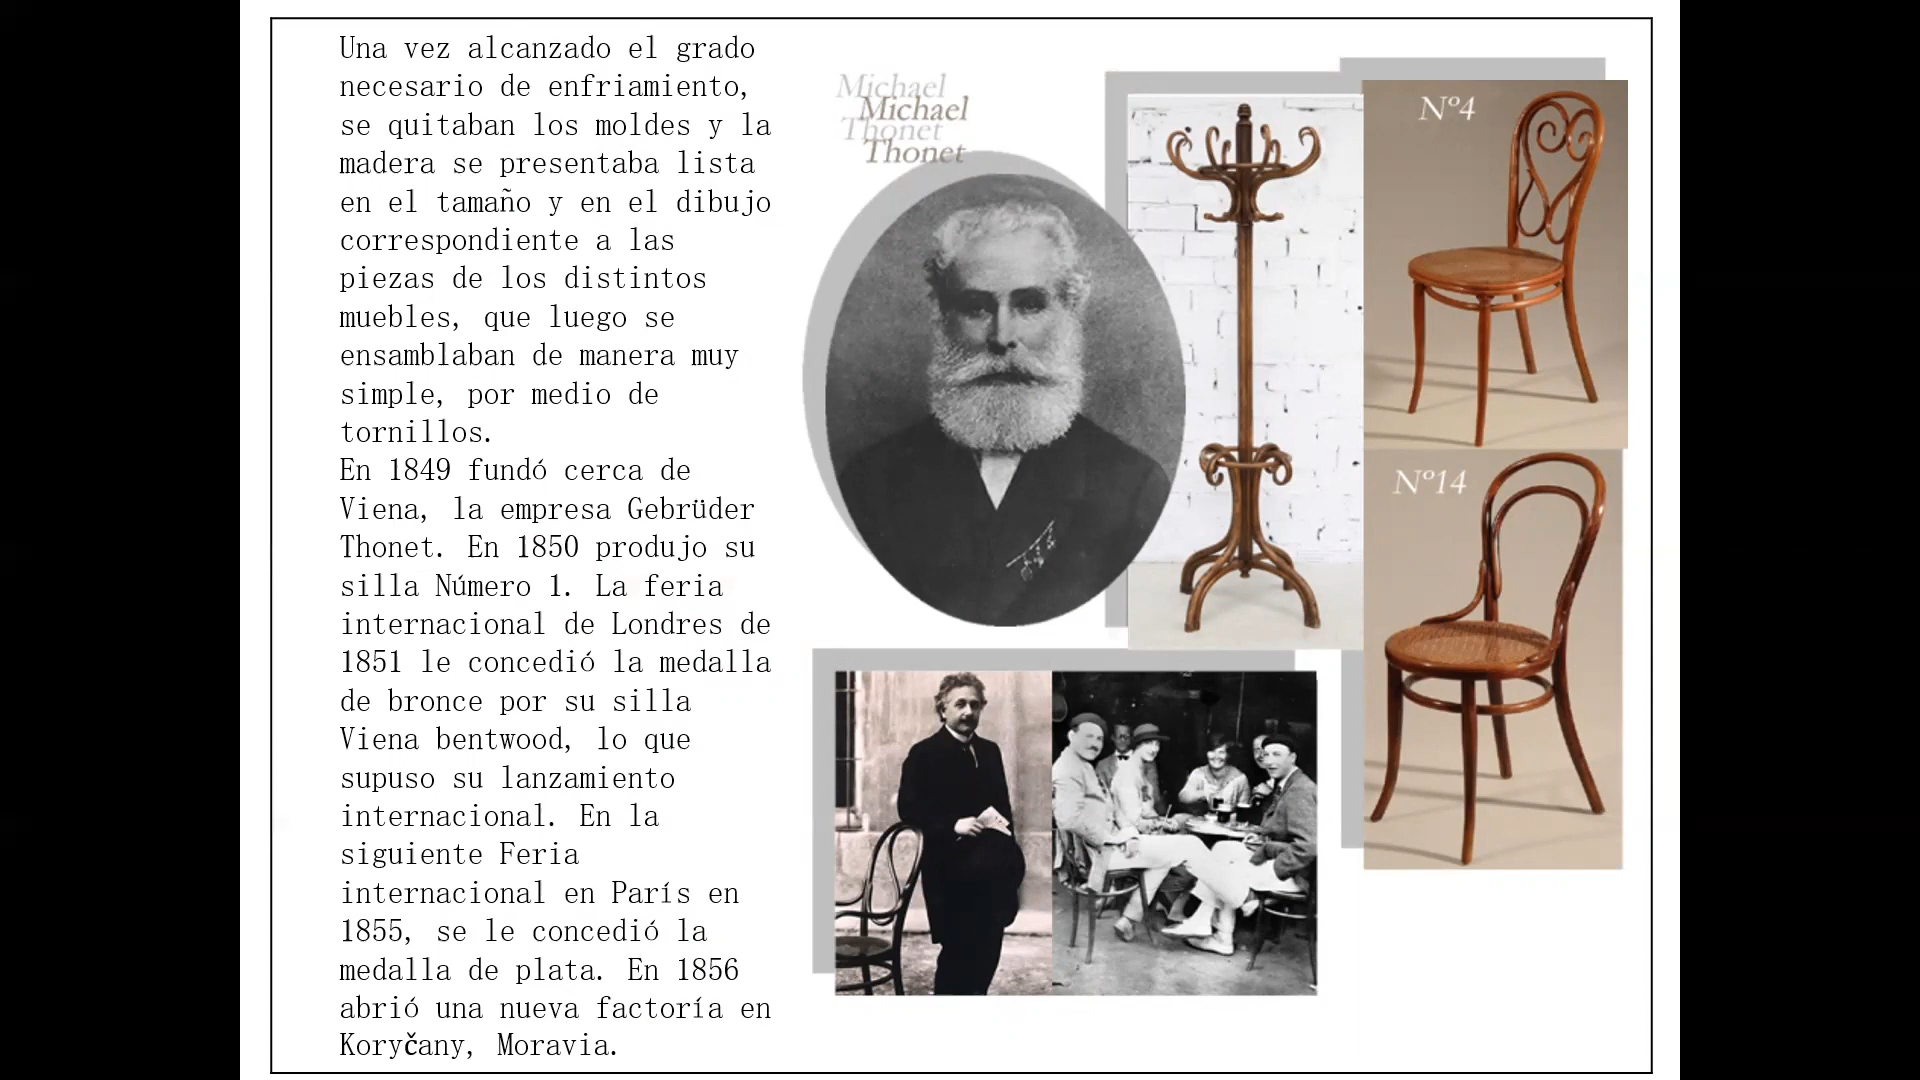 Una vez alcanzado el grado
necesario de enfriamiento,
se quitaban los moldes y la
madera se presentaba lista
en el tamaño y en el dibujo
correspondiente a las
piezas de los distintos
muebles, que luego se
ensamblaban de manera muy
simple, por medio de
tornillos.
En 1849 fundó cerca de
Viena, la empresa Gebrüder
Thonet. En 1850 produjo su
silla Número 1. La feria
internacional de Londres de
1851 le concedió la medalla
de bronce por su silla
Viena bentwood, lo que
supuso su lanzamiento
internacional. En la
siguiente Feria
internacional en París en
1855, se le concedió la
medalla de plata. En 1856
abrió una nueva factoría en
Koryčany, Moravia.
Michael
Michael
Thonet
Thonet
Nº4
Nº14